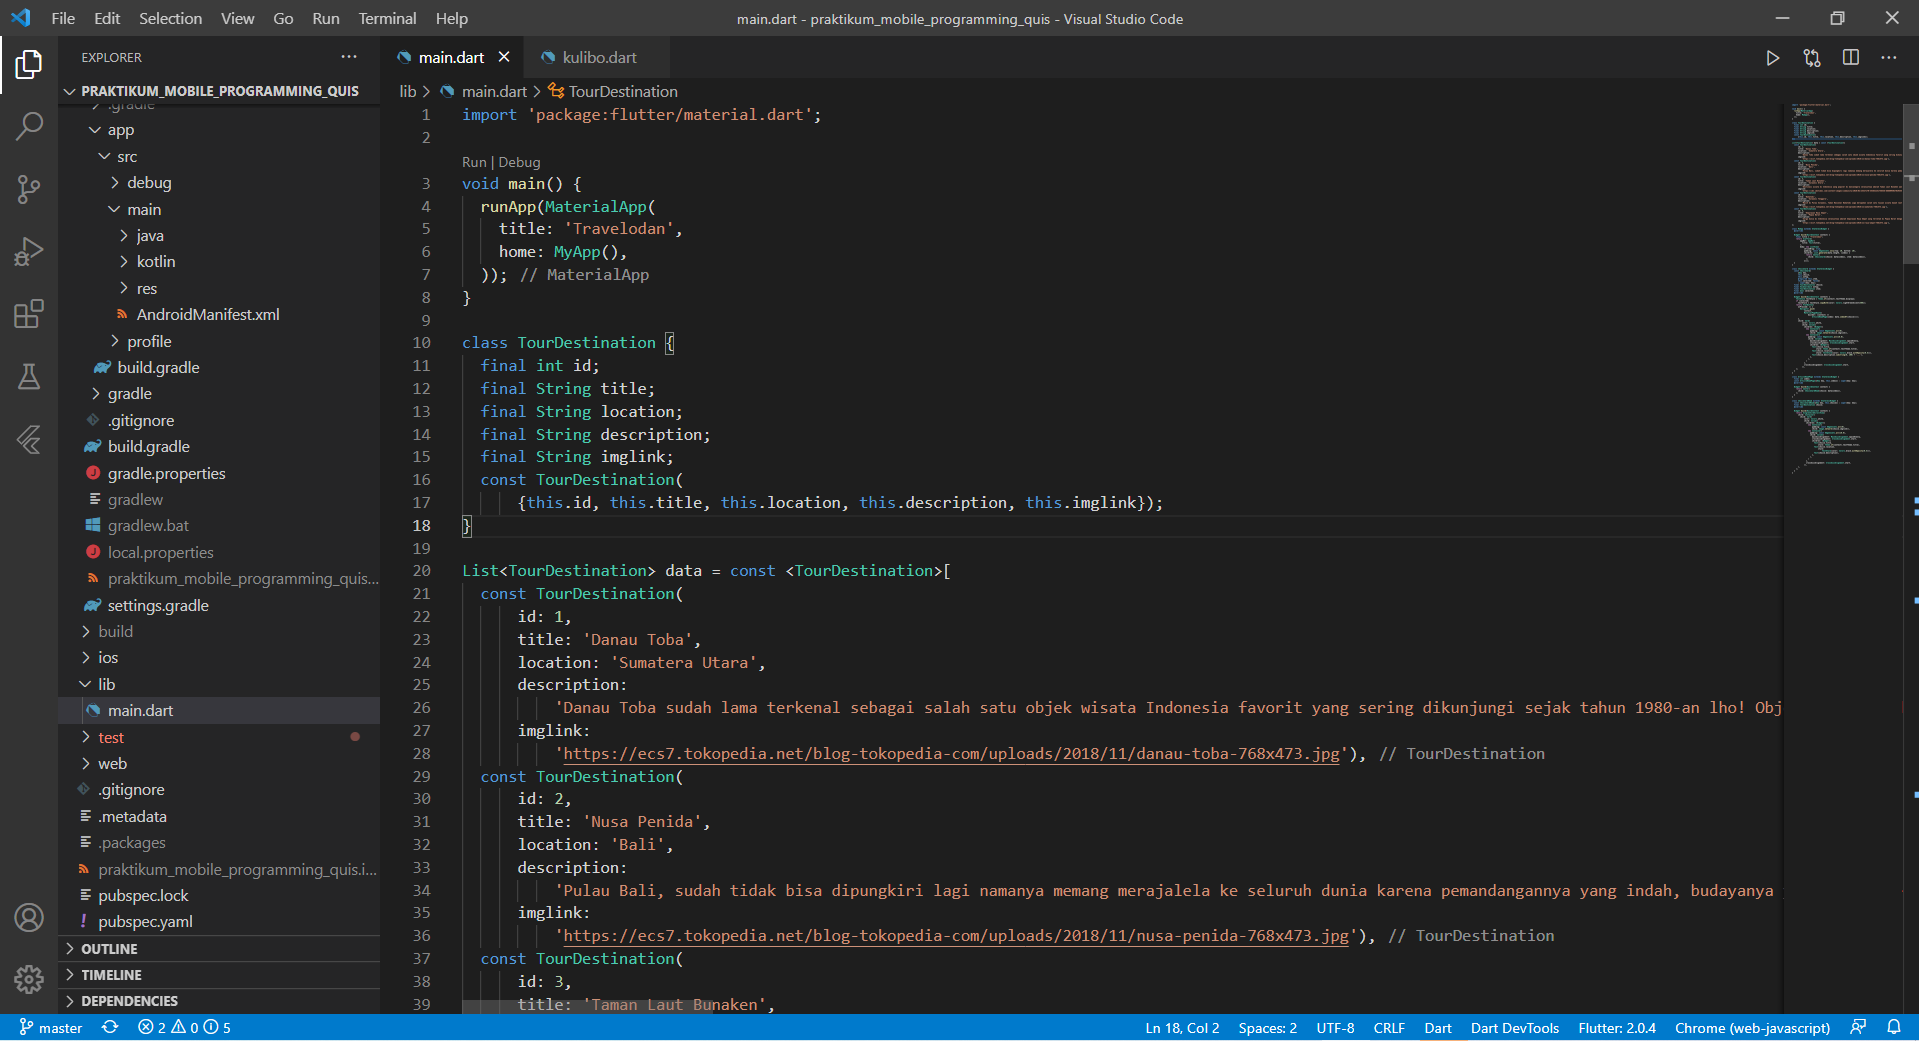 File Edit Selection View Go Run Terminal Help
main.dart - praktikum_mobile_programming_quis - Visual Studio Code
EXPLORER
PRAKTIKUM_MOBILE_PROGRAMMING_QUIS
.gradle
app
src
debug
main
java
kotlin
res
AndroidManifest.xml
profile
build.gradle
gradle
.gitignore
build.gradle
gradle.properties
gradlew
gradlew.bat
local.properties
praktikum_mobile_programming_quis...
settings.gradle
build
ios
lib
main.dart
test
web
.gitignore
.metadata
.packages
praktikum_mobile_programming_quis.i...
pubspec.lock
pubspec.yaml
OUTLINE
TIMELINE
DEPENDENCIES
main.dart kulibo.dart
lib > main.dart > TourDestination
1 import 'package:flutter/material.dart';
2
Run | Debug
3 void main() {
4 runApp(MaterialApp(
5 title: 'Travelodan',
6 home: MyApp(),
7 )); // MaterialApp
8 }
9
10 class TourDestination {
11 final int id;
12 final String title;
13 final String location;
14 final String description;
15 final String imglink;
16 const TourDestination(
17 {this.id, this.title, this.location, this.description, this.imglink});
18 }
19
20 List<TourDestination> data = const <TourDestination>[
21 const TourDestination(
22 id: 1,
23 title: 'Danau Toba',
24 location: 'Sumatera Utara',
25 description:
26 'Danau Toba sudah lama terkenal sebagai salah satu objek wisata Indonesia favorit yang sering dikunjungi sejak tahun 1980-an lho! Obj
27 imglink:
28 'https://ecs7.tokopedia.net/blog-tokopedia-com/uploads/2018/11/danau-toba-768x473.jpg'), // TourDestination
29 const TourDestination(
30 id: 2,
31 title: 'Nusa Penida',
32 location: 'Bali',
33 description:
34 'Pulau Bali, sudah tidak bisa dipungkiri lagi namanya memang merajalela ke seluruh dunia karena pemandangannya yang indah, budayanya
35 imglink:
36 'https://ecs7.tokopedia.net/blog-tokopedia-com/uploads/2018/11/nusa-penida-768x473.jpg'), // TourDestination
37 const TourDestination(
38 id: 3,
39 title: 'Taman Laut Bunaken',
master 2 0 5
Ln 18, Col 2 Spaces: 2 UTF-8 CRLF Dart Dart DevTools Flutter: 2.0.4 Chrome (web-javascript)